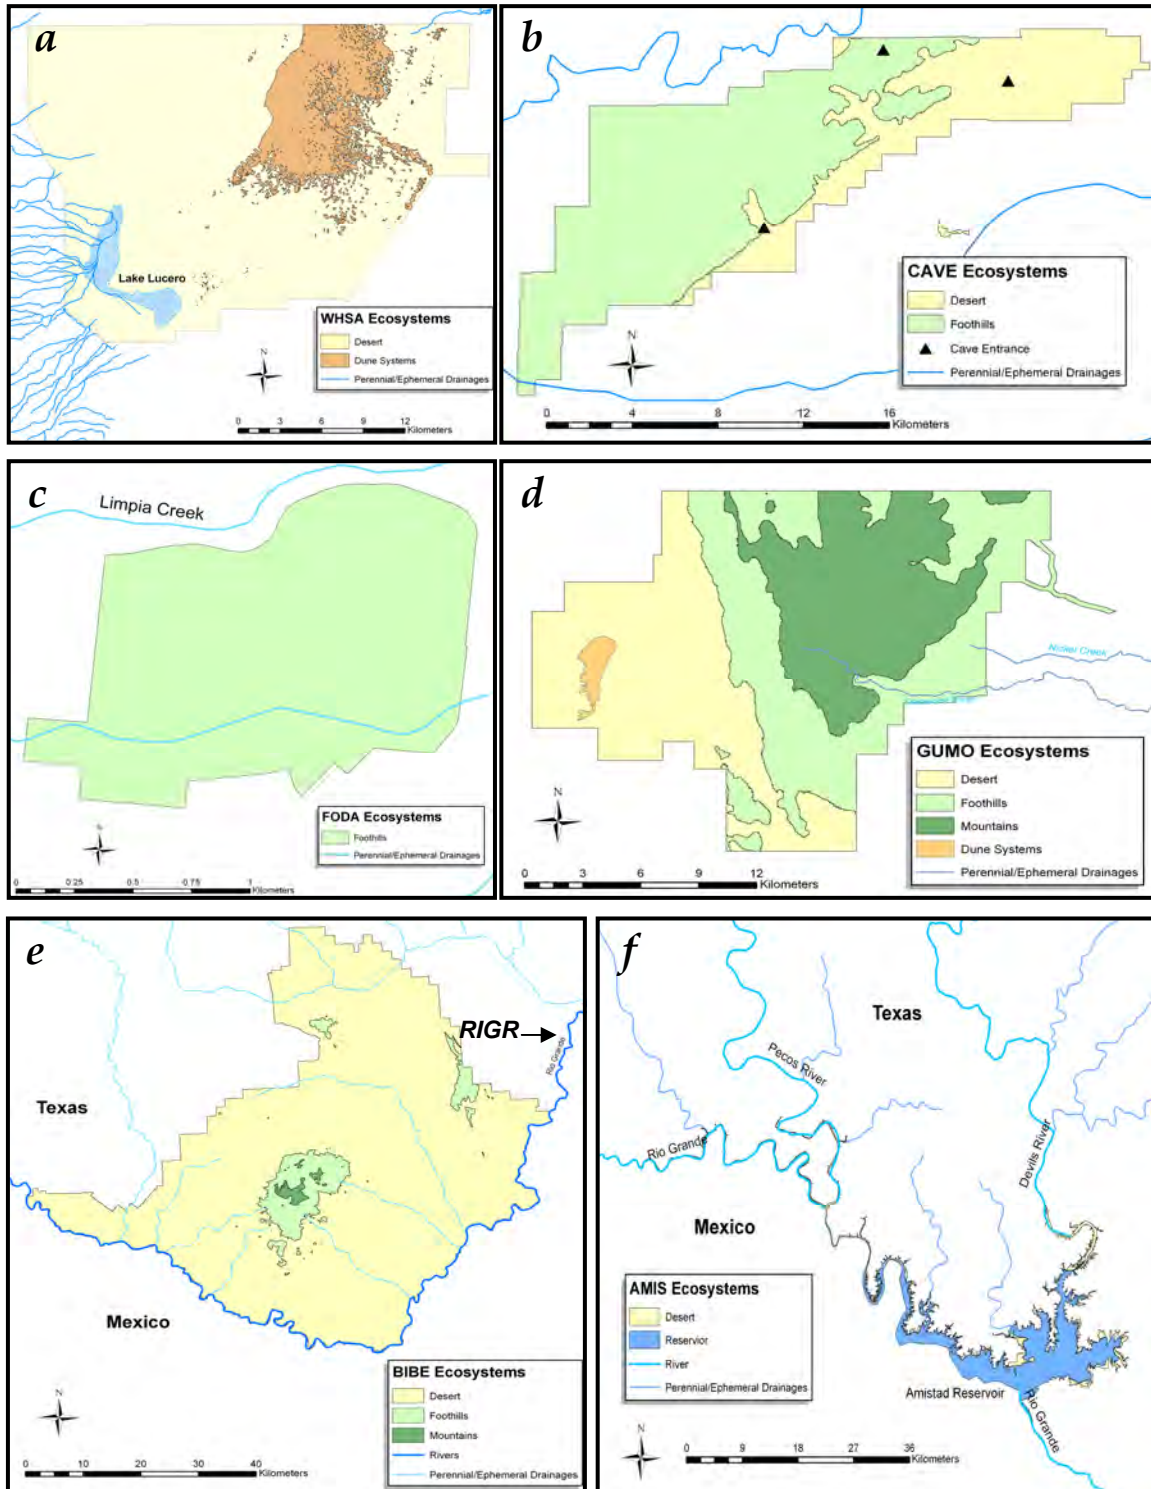 a
Lake Lucero
WHSA Ecosystems
Desert
Dune Systems
Perennial/Ephemeral Drainages
N
0 3 6 9 12
Kilometers
b
CAVE Ecosystems
Desert
Foothills
Cave Entrance
Perennial/Ephemeral Drainages
N
0 4 8 12 16
Kilometers
c
Limpia Creek
FODA Ecosystems
Foothills
Perennial/Ephemeral Drainages
N
0 0.25 0.5 0.75 1
Kilometers
d
Nickel Creek
GUMO Ecosystems
Desert
Foothills
Mountains
Dune Systems
Perennial/Ephemeral Drainages
N
0 3 6 9 12
Kilometers
e
RIGR
Rio Grande
Texas
Mexico
BIBE Ecosystems
Desert
Foothills
Mountains
Rivers
Perennial/Ephemeral Drainages
N
0 10 20 30 40
Kilometers
f
Texas
Pecos River
Rio Grande
Devils River
Mexico
AMIS Ecosystems
Desert
Reservior
River
Perennial/Ephemeral Drainages
Amistad Reservoir
Rio Grande
N
0 9 18 27 36
Kilometers